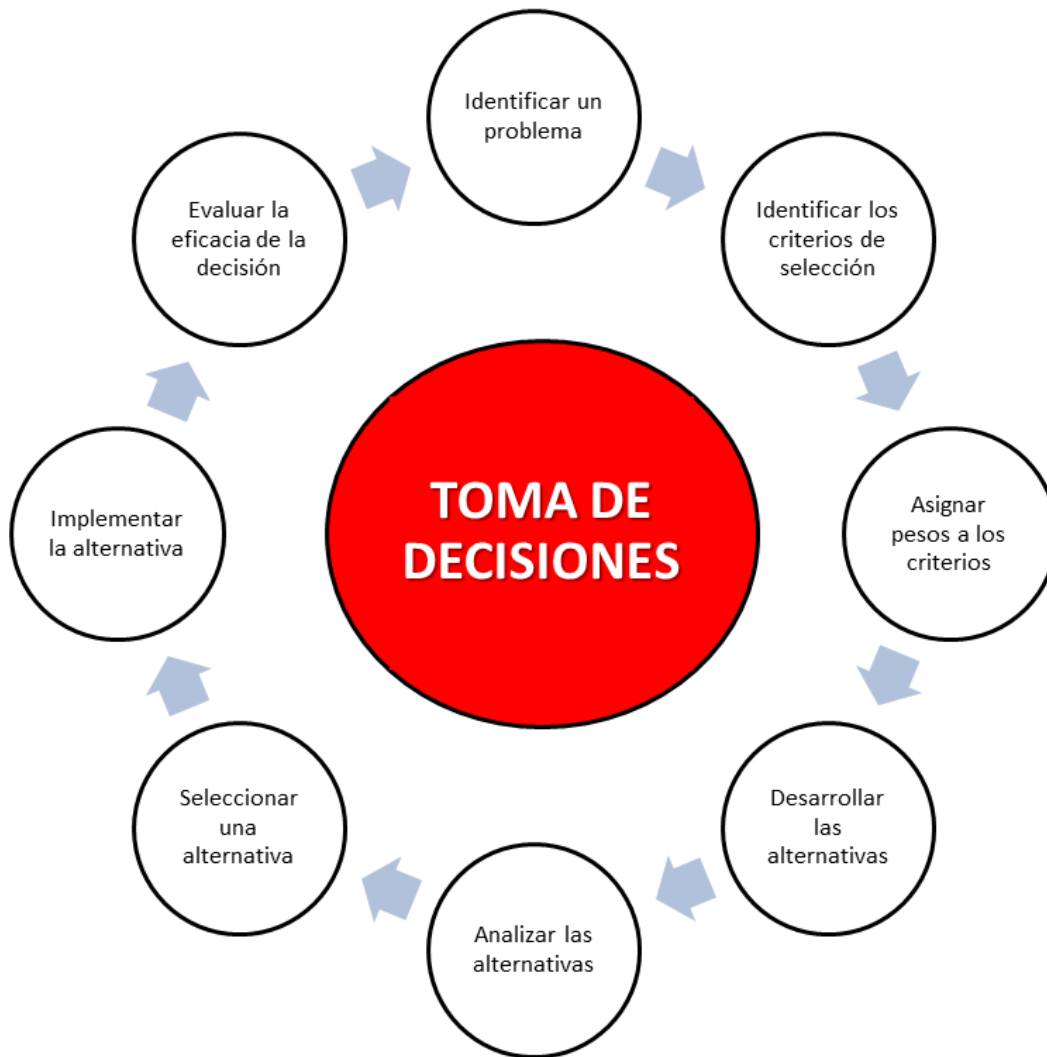 Identificar un
problema
Identificar los
criterios de
selección
Asignar
pesos a los
criterios
Desarrollar
las
alternativas
Analizar las
alternativas
Seleccionar
una
alternativa
Implementar
la alternativa
Evaluar la
eficacia de la
decisión
TOMA DE
DECISIONES